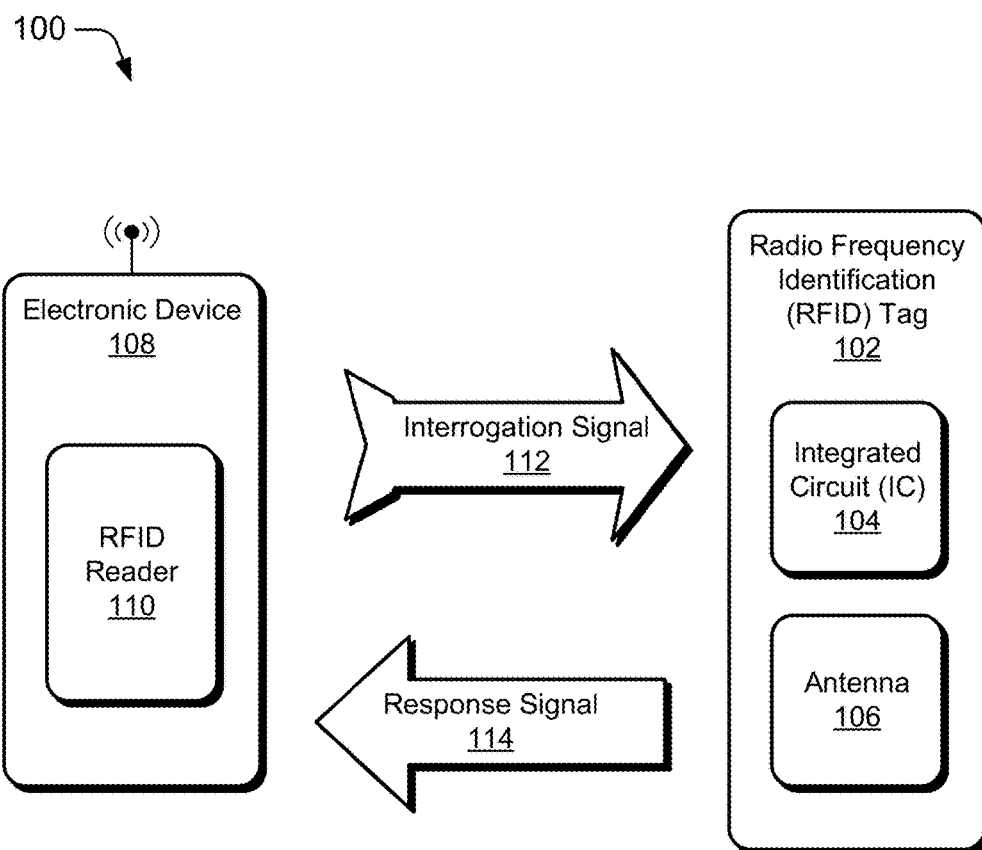 100
Electronic Device
108
RFID
Reader
110
Interrogation Signal
112
Response Signal
114
Radio Frequency
Identification
(RFID) Tag
102
Integrated
Circuit (IC)
104
Antenna
106